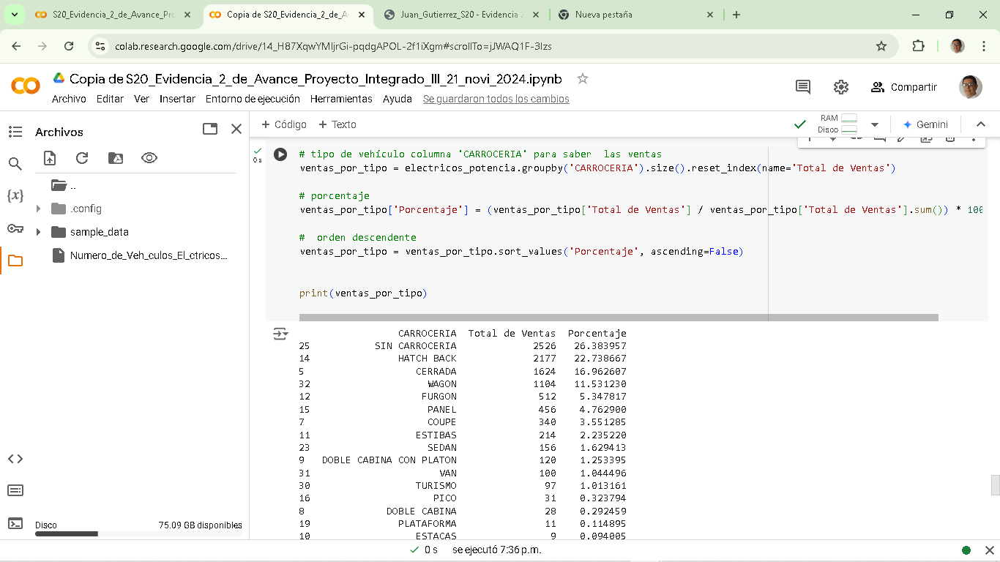 S20_Evidencia_2_de_Avance_Pro
Copia de S20_Evidencia_2_de_A
Juan_Gutierrez_S20 - Evidencia 2
Nueva pestaña
colab.research.google.com/drive/14_H87XqwYMIjrGi-pqdgAPOL-2f1iXgm#scrollTo=jJWAQ1F-3Izs
Copia de S20_Evidencia_2_de_Avance_Proyecto_Integrado_III_21_novi_2024.ipynb
Archivo Editar Ver Insertar Entorno de ejecución Herramientas Ayuda Se guardaron todos los cambios
Compartir
Archivos
+ Código + Texto
RAM
Disco
Gemini
..
.config
sample_data
Numero_de_Veh_culos_El_ctricos...
0 s
# tipo de vehículo columna 'CARROCERIA' para saber  las ventas
ventas_por_tipo = electricos_potencia.groupby('CARROCERIA').size().reset_index(name='Total de Ventas')
# porcentaje
ventas_por_tipo['Porcentaje'] = (ventas_por_tipo['Total de Ventas'] / ventas_por_tipo['Total de Ventas'].sum()) * 100
#  orden descendente
ventas_por_tipo = ventas_por_tipo.sort_values('Porcentaje', ascending=False)
print(ventas_por_tipo)
CARROCERIA Total de Ventas Porcentaje
25 SIN CARROCERIA 2526 26.383957
14 HATCH BACK 2177 22.738667
5 CERRADA 1624 16.962607
32 WAGON 1104 11.531230
12 FURGON 512 5.347817
15 PANEL 456 4.762900
7 COUPE 340 3.551285
11 ESTIBAS 214 2.235220
23 SEDAN 156 1.629413
9 DOBLE CABINA CON PLATON 120 1.253395
31 VAN 100 1.044496
30 TURISMO 97 1.013161
16 PICO 31 0.323794
8 DOBLE CABINA 28 0.292459
19 PLATAFORMA 11 0.114895
10 ESTACAS 9 0.094005
Disco 75.09 GB disponibles
0 s se ejecutó 7:36 p.m.